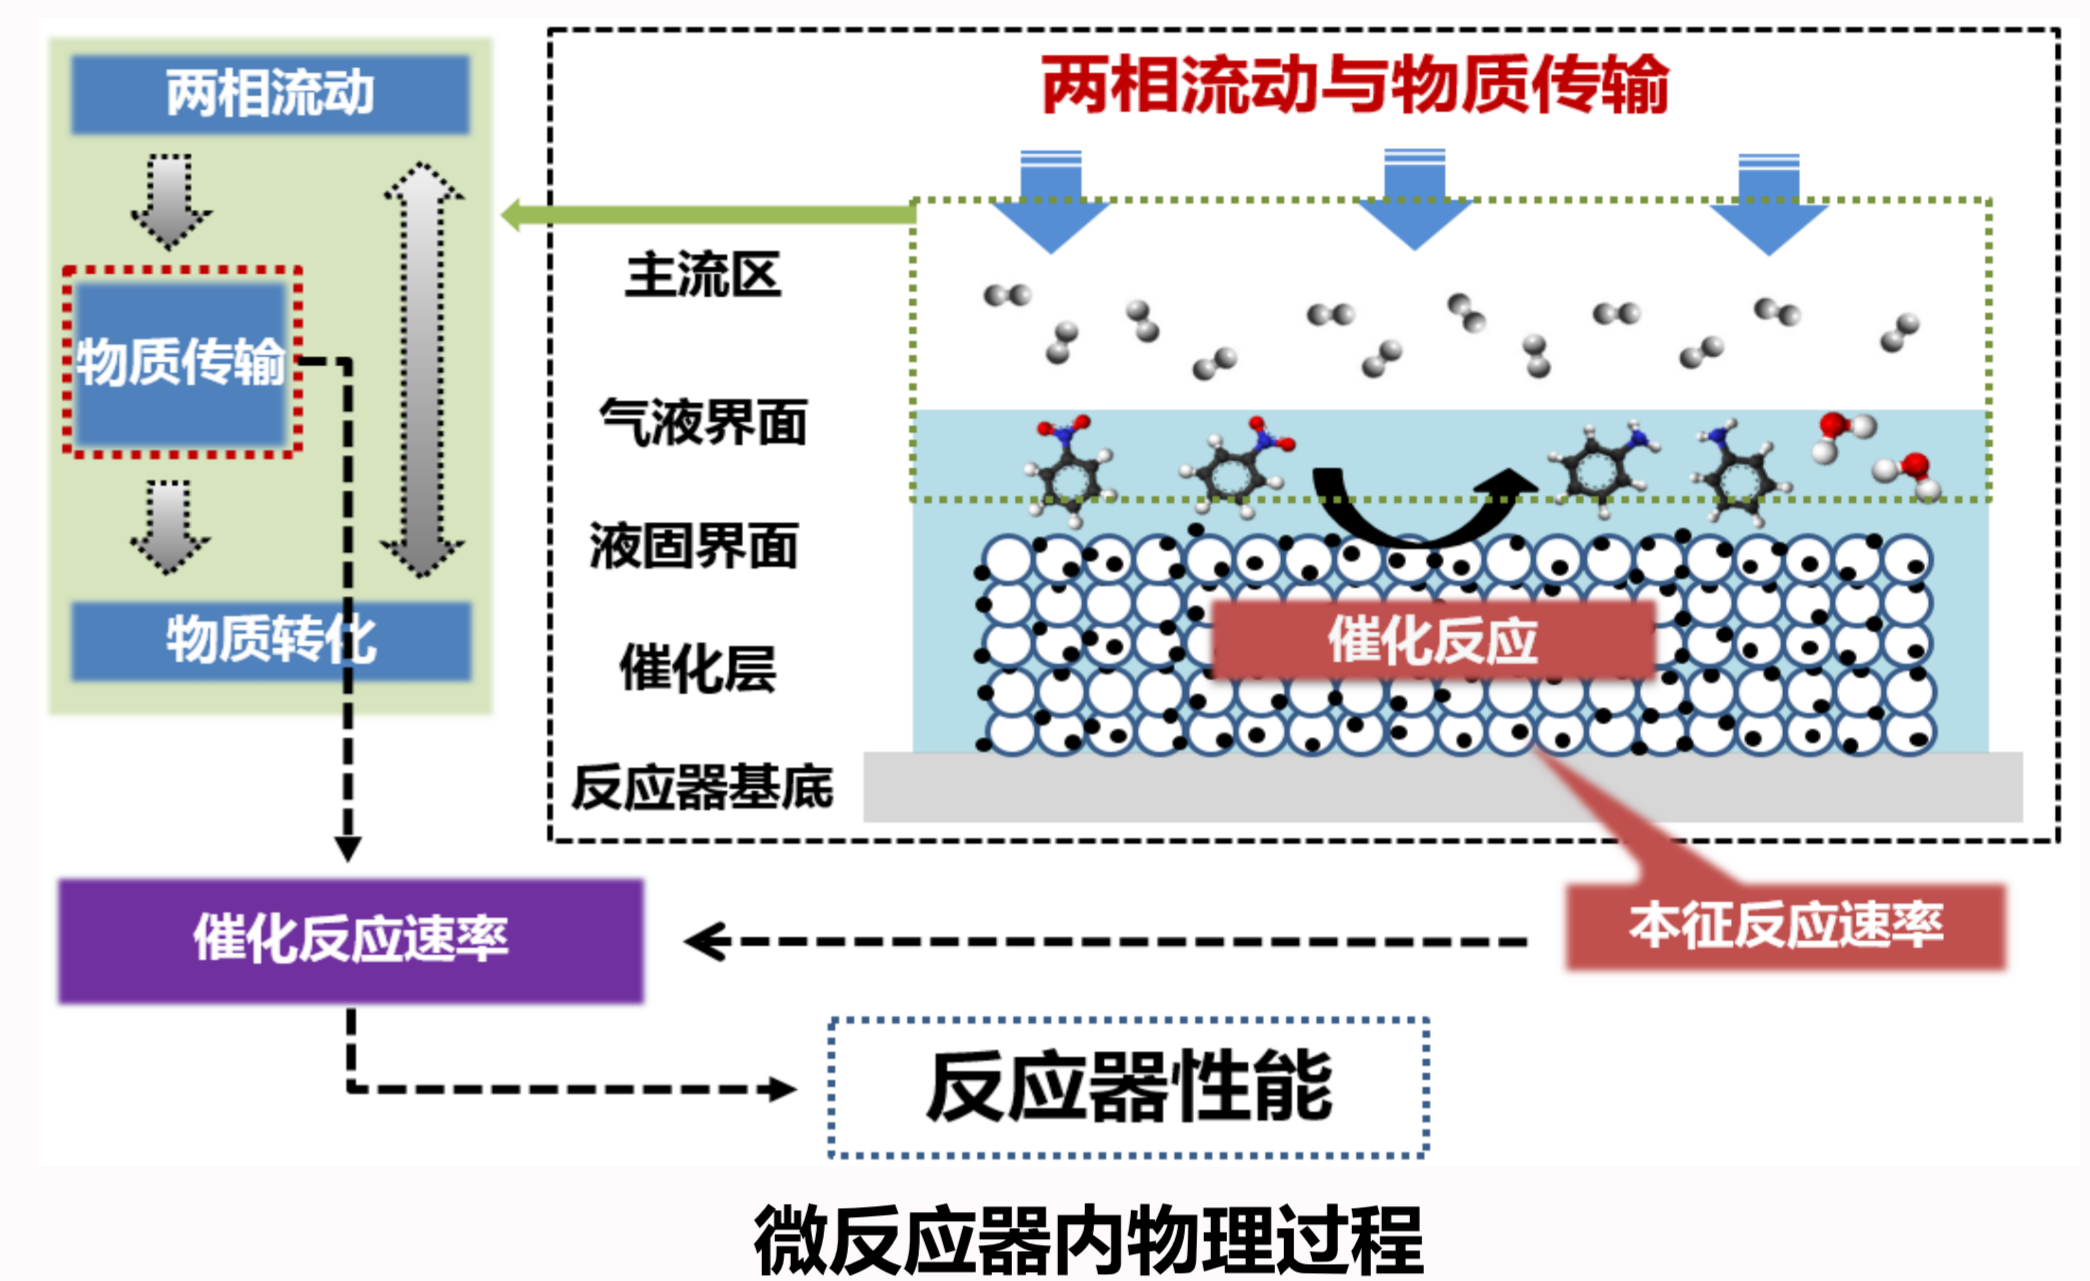 两相流动
物质传输
物质转化
两相流动与物质传输
主流区
气液界面
液固界面
催化层
反应器基底
催化反应
本征反应速率
催化反应速率
反应器性能
微反应器内物理过程